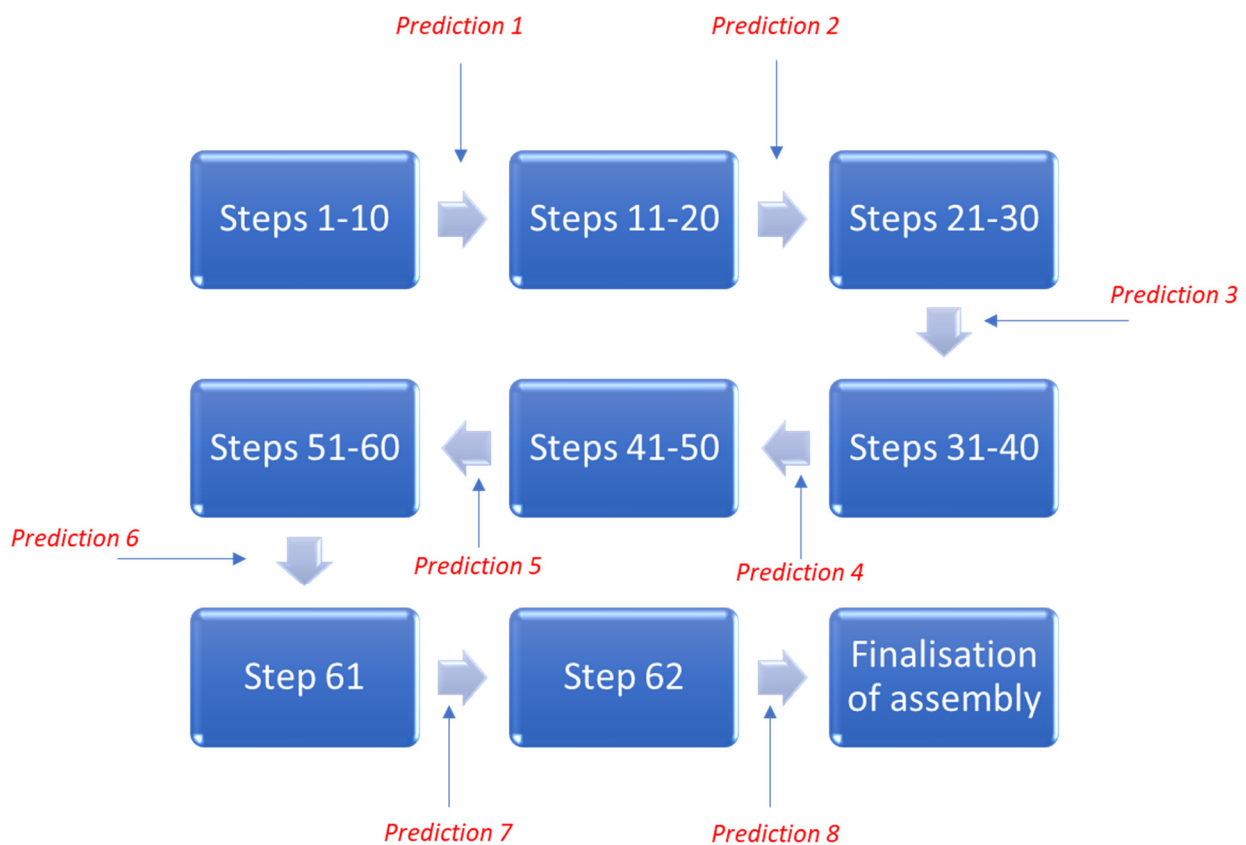 Prediction 1
Prediction 2
Steps 1-10
Steps 11-20
Steps 21-30
Prediction 3
Steps 51-60
Steps 41-50
Steps 31-40
Prediction 6
Prediction 5
Prediction 4
Step 61
Step 62
Finalisation
of assembly
Prediction 7
Prediction 8